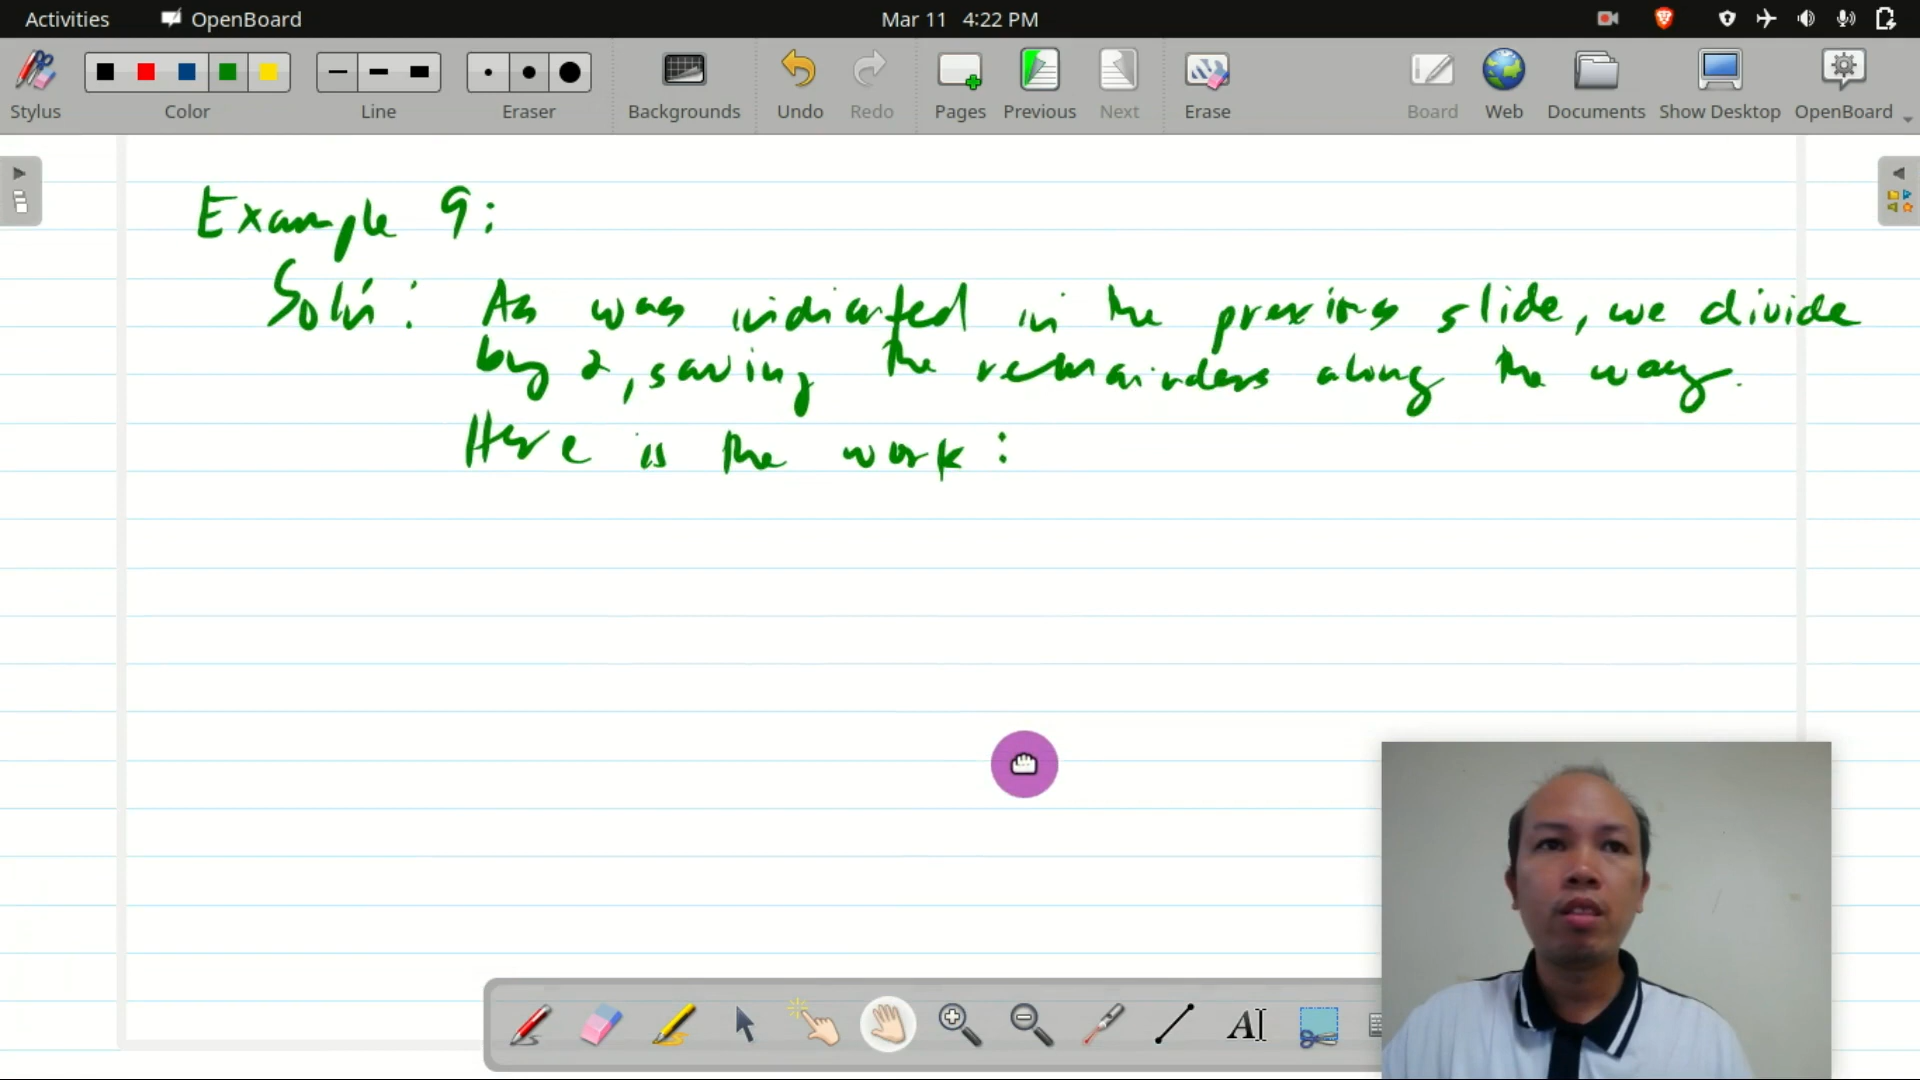 Activities OpenBoard Mar 11 4:22 PM
Stylus Color Line Eraser Backgrounds Undo Redo Pages Previous Next Erase Board Web Documents Show Desktop OpenBoard
Example 9:
Sol'n: As was indicated in the previous slide, we divide
by 2, saving the remainders along the way.
Here is the work: